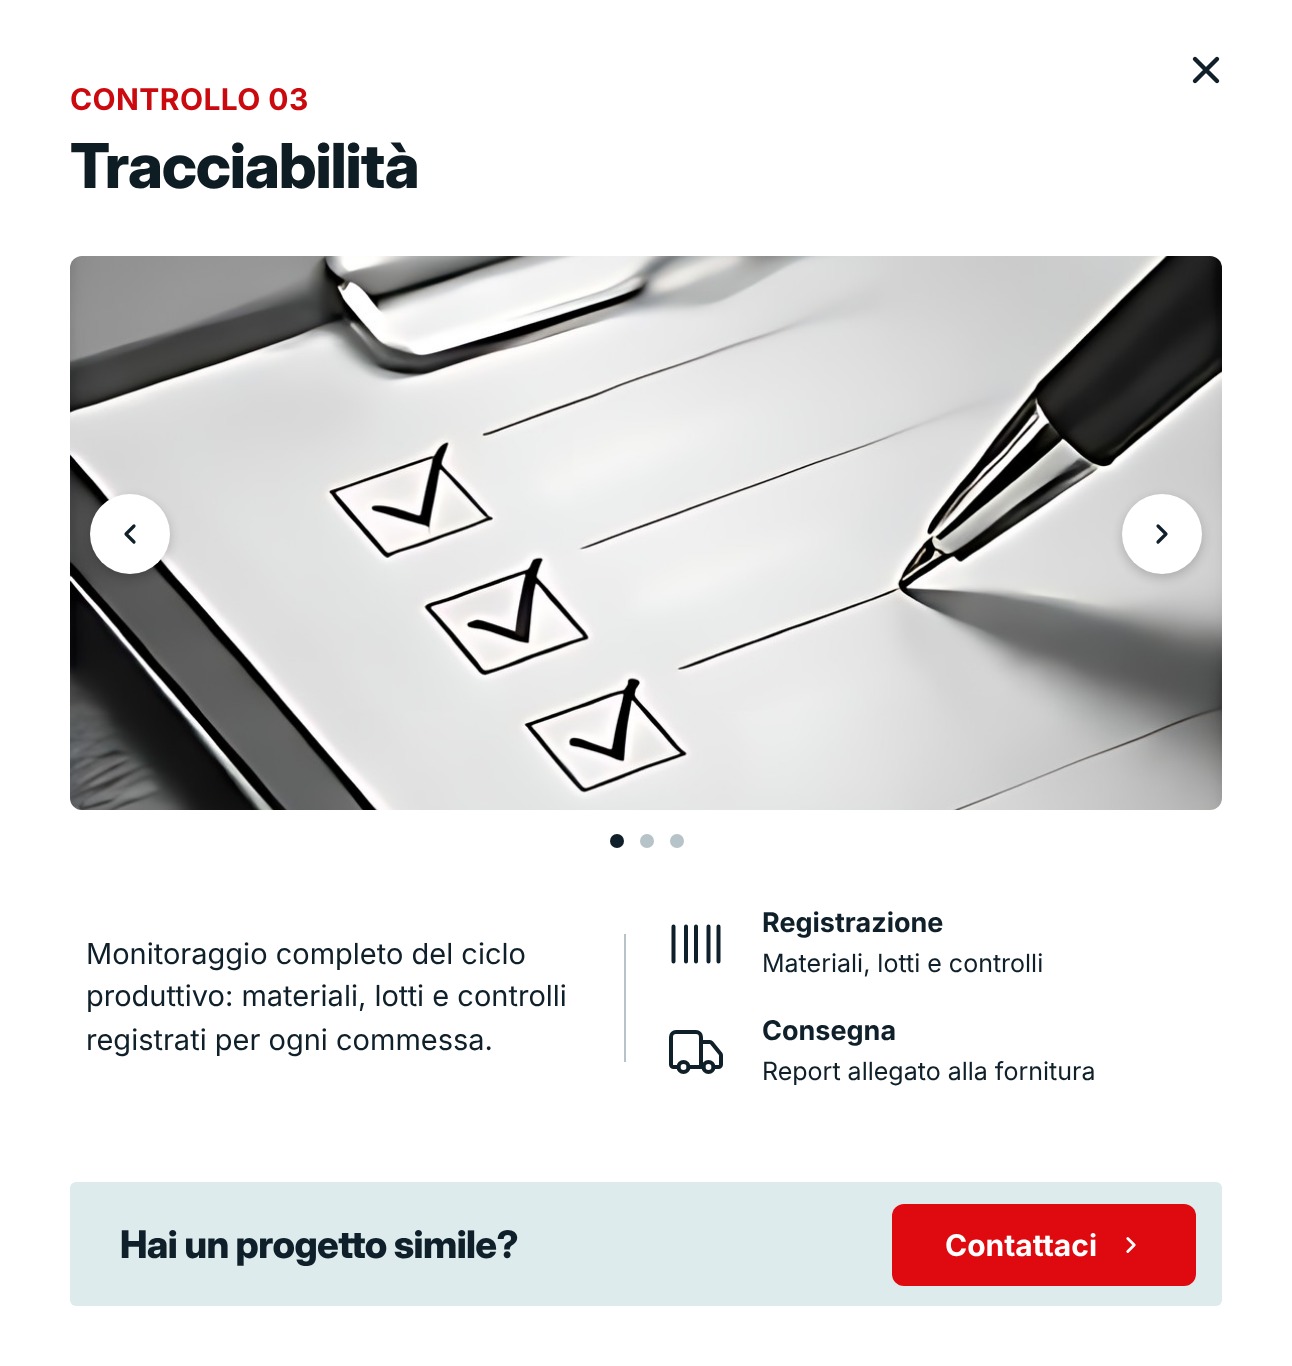 CONTROLLO 03
Tracciabilità
Monitoraggio completo del ciclo
produttivo: materiali, lotti e controlli
registrati per ogni commessa.
Registrazione
Materiali, lotti e controlli
Consegna
Report allegato alla fornitura
Hai un progetto simile?
Contattaci